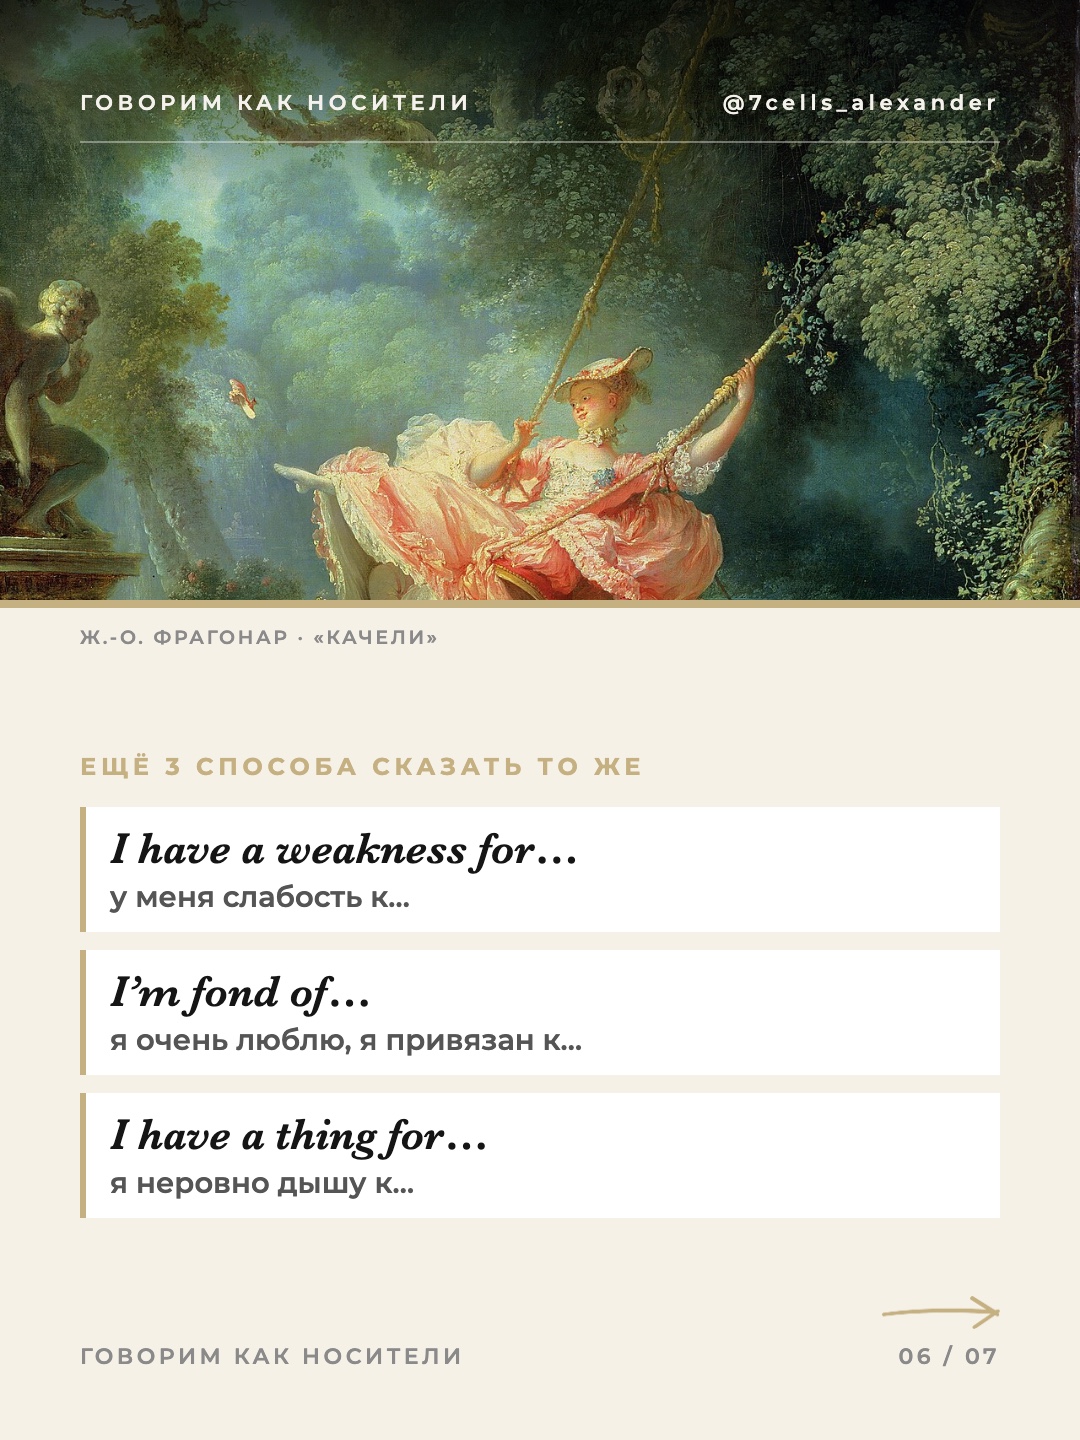 ГОВОРИМ КАК НОСИТЕЛИ
@7cells_alexander
Ж.-О. ФРАГОНАР · «КАЧЕЛИ»
ЕЩЁ 3 СПОСОБА СКАЗАТЬ ТО ЖЕ
I have a weakness for…
у меня слабость к…
I’m fond of…
я очень люблю, я привязан к…
I have a thing for…
я неровно дышу к…
ГОВОРИМ КАК НОСИТЕЛИ
06 / 07